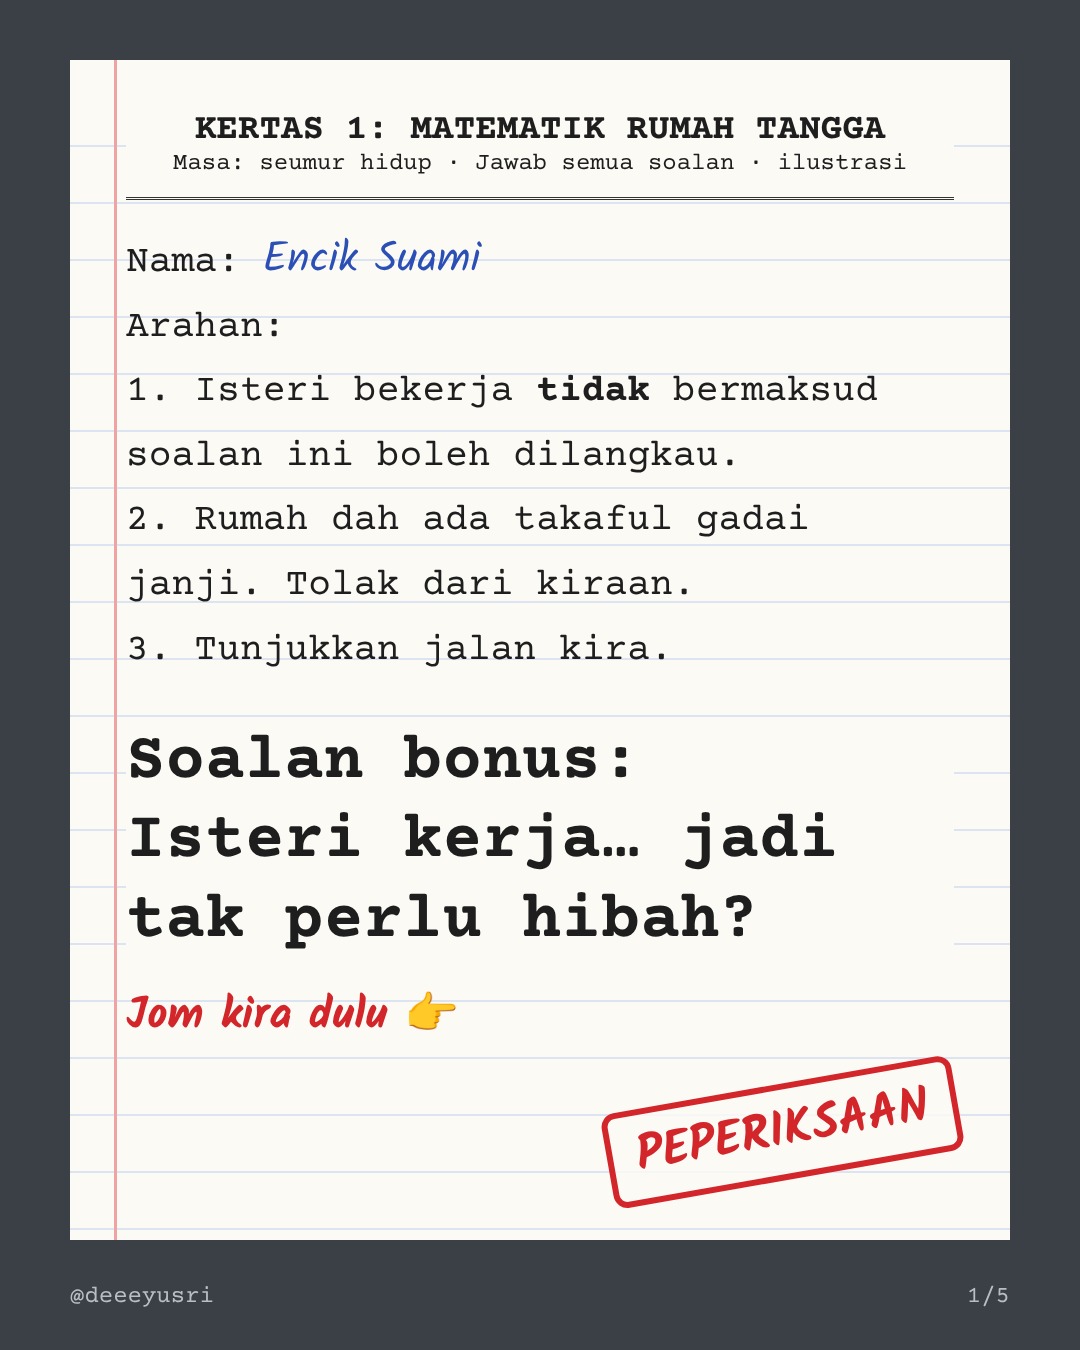 KERTAS 1: MATEMATIK RUMAH TANGGA
Masa: seumur hidup · Jawab semua soalan · ilustrasi
Nama: Encik Suami
Arahan:
1. Isteri bekerja tidak bermaksud
soalan ini boleh dilangkau.
2. Rumah dah ada takaful gadai
janji. Tolak dari kiraan.
3. Tunjukkan jalan kira.
Soalan bonus:
Isteri kerja… jadi
tak perlu hibah?
Jom kira dulu 👉
PEPERIKSAAN
@deeeyusri
1/5